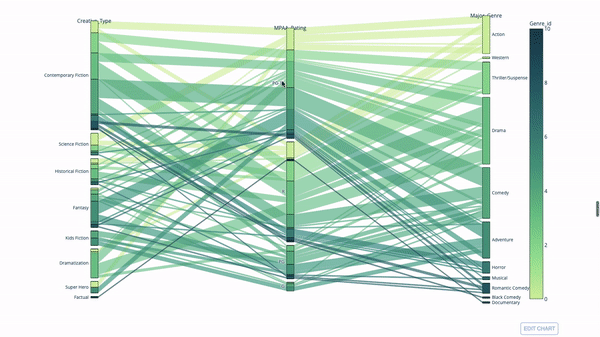 Creative_Type
MPAA_Rating
Major_Genre
Genre_id
10
Action
Western
Contemporary Fiction
Thriller/Suspense
8
Drama
6
Science Fiction
Historical Fiction
Comedy
4
Fantasy
Kids Fiction
Adventure
2
Dramatization
Horror
Musical
Super Hero
Romantic Comedy
Factual
Black Comedy
Documentary
0
EDIT CHART